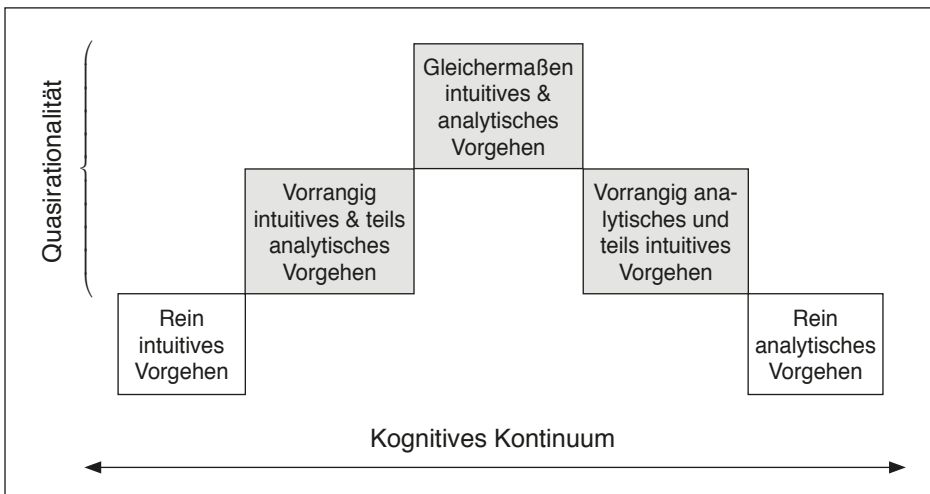 Quasirationalität
Gleichermaßen
intuitives &
analytisches
Vorgehen
Vorrangig
intuitives & teils
analytisches
Vorgehen
Vorrangig ana-
lytisches und
teils intuitives
Vorgehen
Rein
intuitives
Vorgehen
Rein
analytisches
Vorgehen
Kognitives Kontinuum